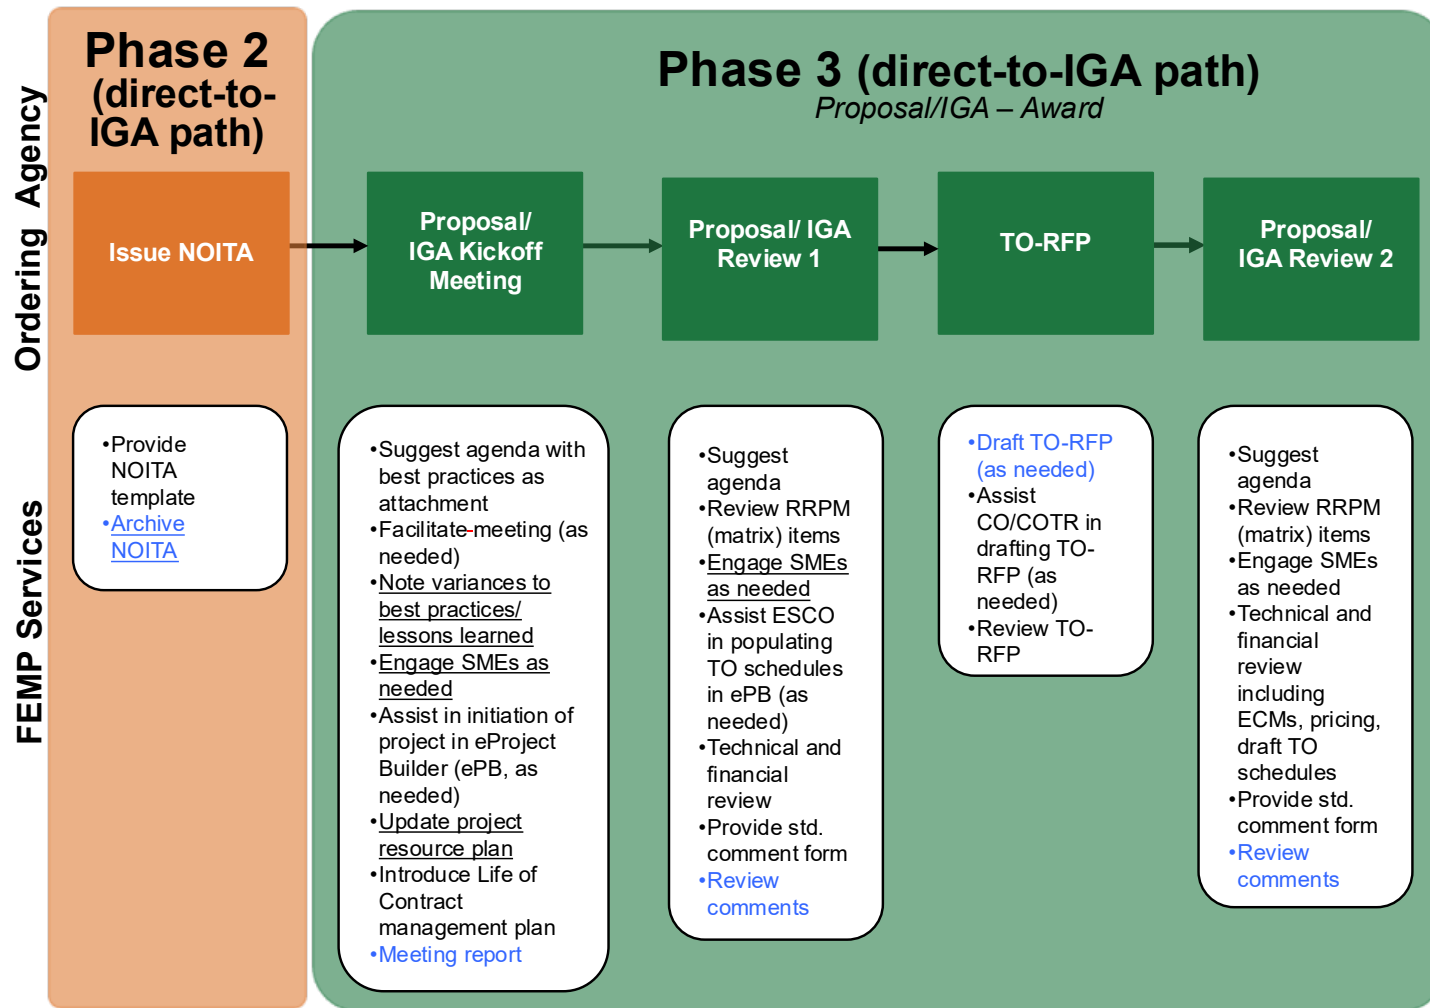 Phase 2
(direct-to-
IGA path)
Phase 3 (direct-to-IGA path)
Proposal/IGA – Award
Ordering Agency
Issue NOITA
Proposal/
IGA Kickoff
Meeting
Proposal/ IGA
Review 1
TO-RFP
Proposal/
IGA Review 2
FEMP Services
•Provide
NOITA
template
•Archive
NOITA
•Suggest agenda with
best practices as
attachment
•Facilitate-meeting (as
needed)
•Note variances to
best practices/
lessons learned
•Engage SMEs as
needed
•Assist in initiation of
project in eProject
Builder (ePB, as
needed)
•Update project
resource plan
•Introduce Life of
Contract
management plan
•Meeting report
•Suggest
agenda
•Review RRPM
(matrix) items
•Engage SMEs
as needed
•Assist ESCO
in populating
TO schedules
in ePB (as
needed)
•Technical and
financial
review
•Provide std.
comment form
•Review
comments
•Draft TO-RFP
(as needed)
•Assist
CO/COTR in
drafting TO-
RFP (as
needed)
•Review TO-
RFP
•Suggest
agenda
•Review RRPM
(matrix) items
•Engage SMEs
as needed
•Technical and
financial
review
including
ECMs, pricing,
draft TO
schedules
•Provide std.
comment form
•Review
comments